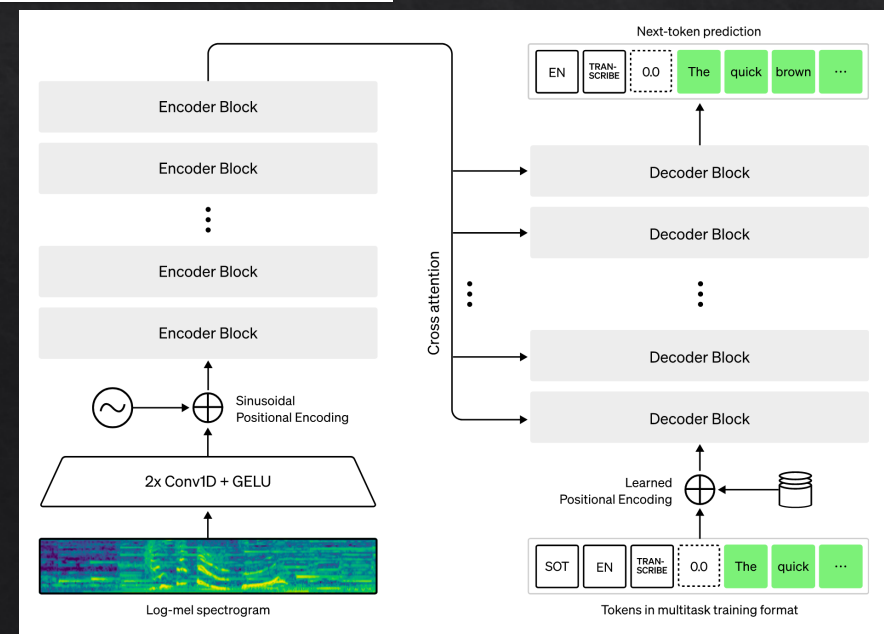 Encoder Block
Encoder Block
Encoder Block
Encoder Block
Sinusoidal
Positional Encoding
2x Conv1D + GELU
Log-mel spectrogram
Cross attention
Next-token prediction
EN TRAN-
SCRIBE 0.0 The quick brown ...
Decoder Block
Decoder Block
Decoder Block
Decoder Block
Learned
Positional Encoding
SOT EN TRAN-
SCRIBE 0.0 The quick ...
Tokens in multitask training format